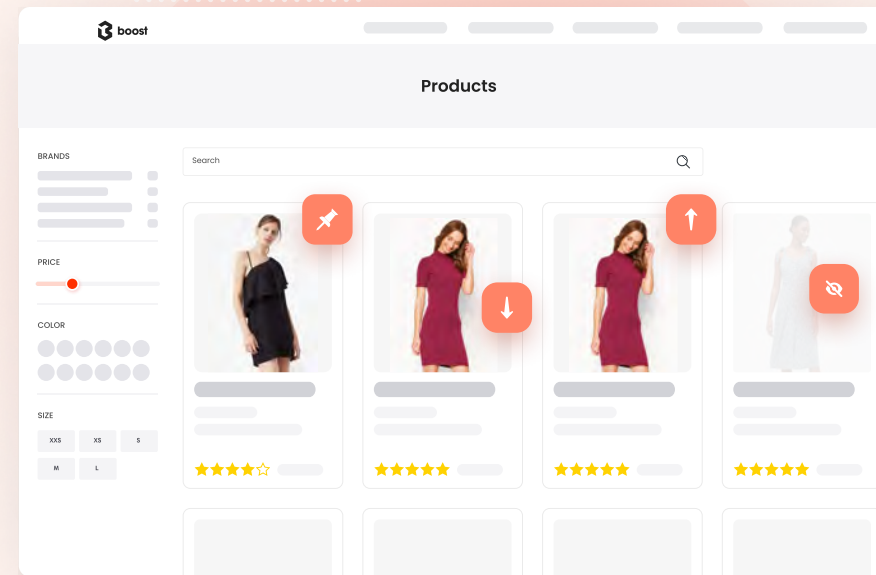 boost
Products
BRANDS
Search
PRICE
COLOR
SIZE
XXS XS S
M L